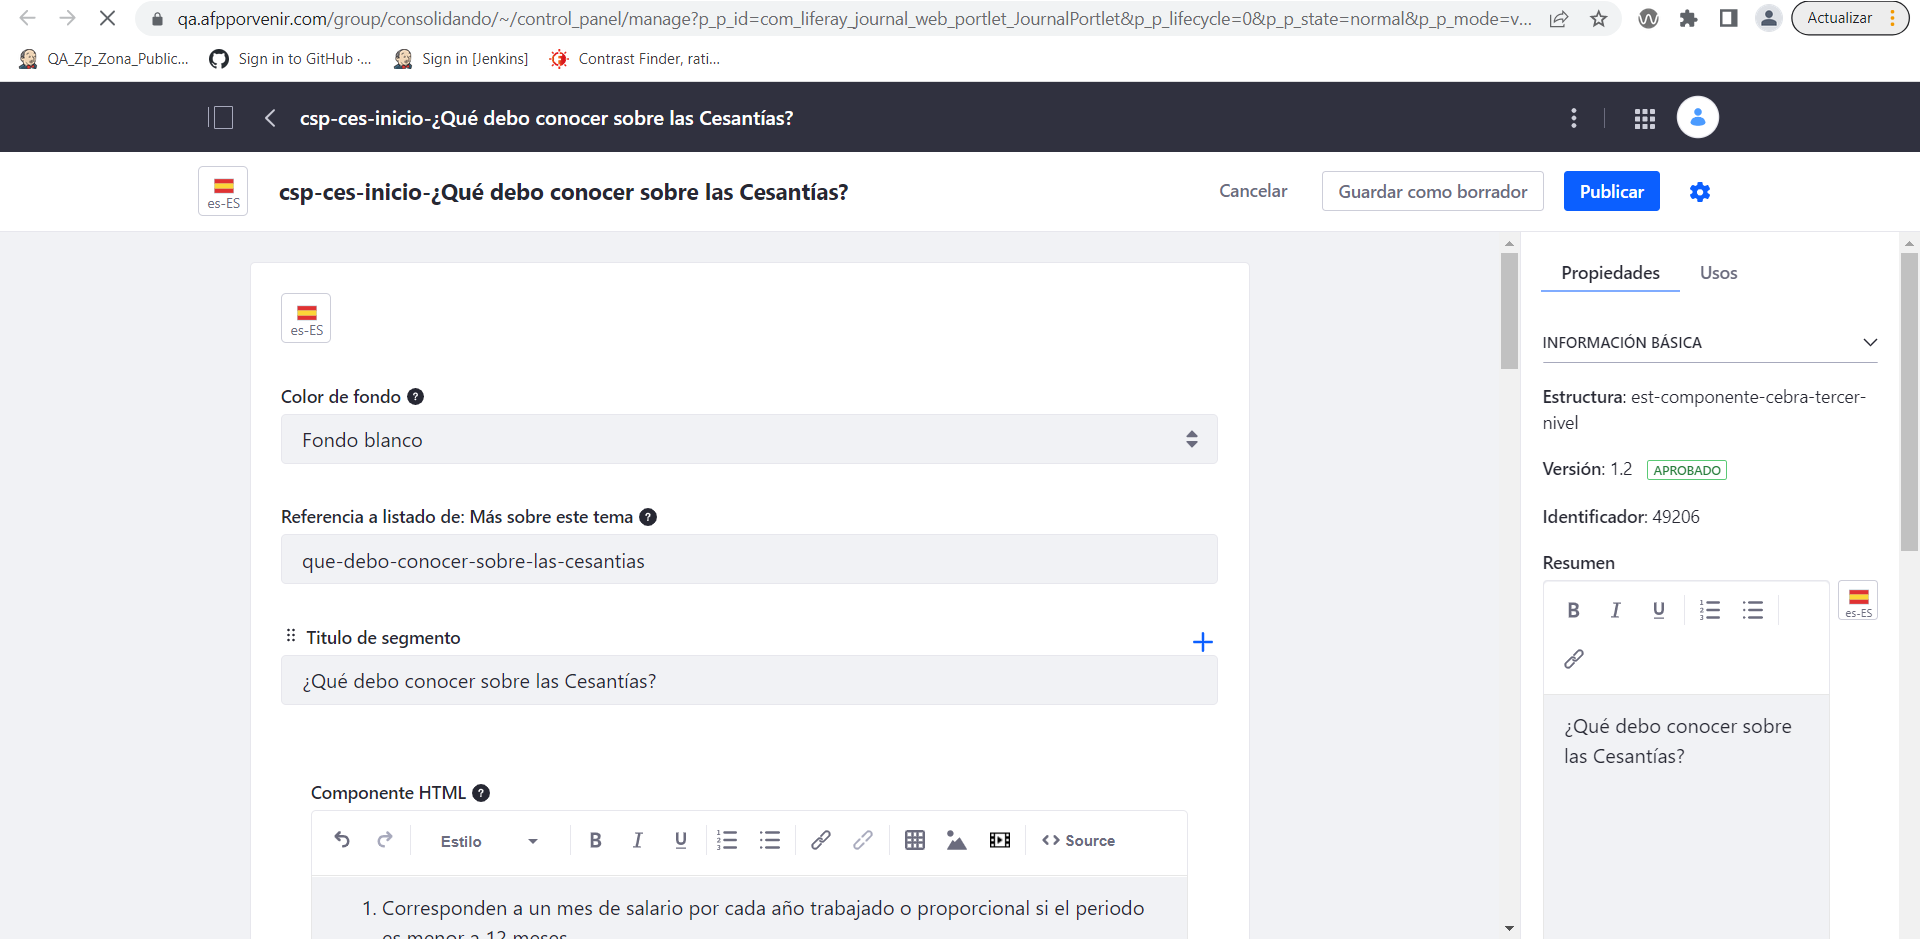 qa.afpporvenir.com/group/consolidando/~/control_panel/manage?p_p_id=com_liferay_journal_web_portlet_JournalPortlet&p_p_lifecycle=0&p_p_state=normal&p_p_mode=v...
Actualizar
QA_Zp_Zona_Public...
Sign in to GitHub ·...
Sign in [Jenkins]
Contrast Finder, rati...
csp-ces-inicio-¿Qué debo conocer sobre las Cesantías?
es-ES
csp-ces-inicio-¿Qué debo conocer sobre las Cesantías?
Cancelar
Guardar como borrador
Publicar
es-ES
Color de fondo
Fondo blanco
Referencia a listado de: Más sobre este tema
que-debo-conocer-sobre-las-cesantias
Titulo de segmento
¿Qué debo conocer sobre las Cesantías?
Componente HTML
Estilo
B I U
Source
1. Corresponden a un mes de salario por cada año trabajado o proporcional si el periodo
es menor a 12 meses
Propiedades
Usos
INFORMACIÓN BÁSICA
Estructura: est-componente-cebra-tercer-
nivel
Versión: 1.2 APROBADO
Identificador: 49206
Resumen
B I U
es-ES
¿Qué debo conocer sobre
las Cesantías?